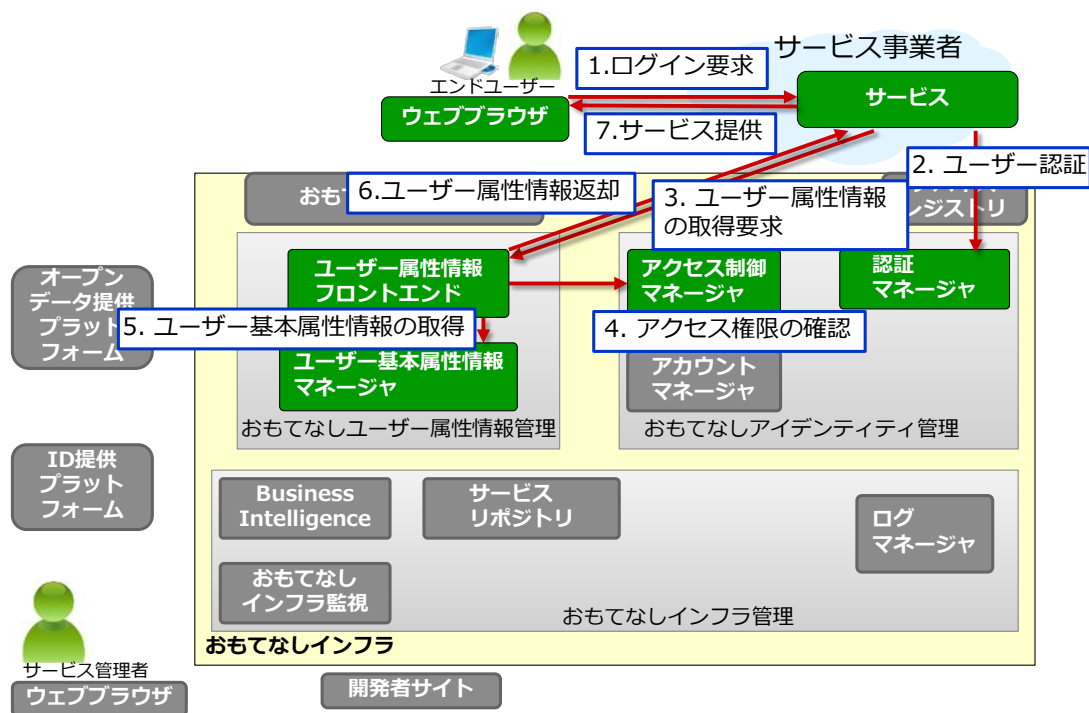 サービス事業者
1.ログイン要求
エンドユーザー
ウェブブラウザ
サービス
7.サービス提供
2. ユーザー認証
6.ユーザー属性情報返却
3. ユーザー属性情報
の取得要求
おもて
レジストリ
ユーザー属性情報
フロントエンド
アクセス制御
マネージャ
認証
マネージャ
オープン
データ提供
プラット
フォーム
5. ユーザー基本属性情報の取得
4. アクセス権限の確認
ユーザー基本属性情報
マネージャ
アカウント
マネージャ
おもてなしユーザー属性情報管理
おもてなしアイデンティティ管理
ID提供
プラット
フォーム
Business
Intelligence
サービス
リポジトリ
ログ
マネージャ
おもてなし
インフラ監視
おもてなしインフラ管理
おもてなしインフラ
サービス管理者
ウェブブラウザ
開発者サイト